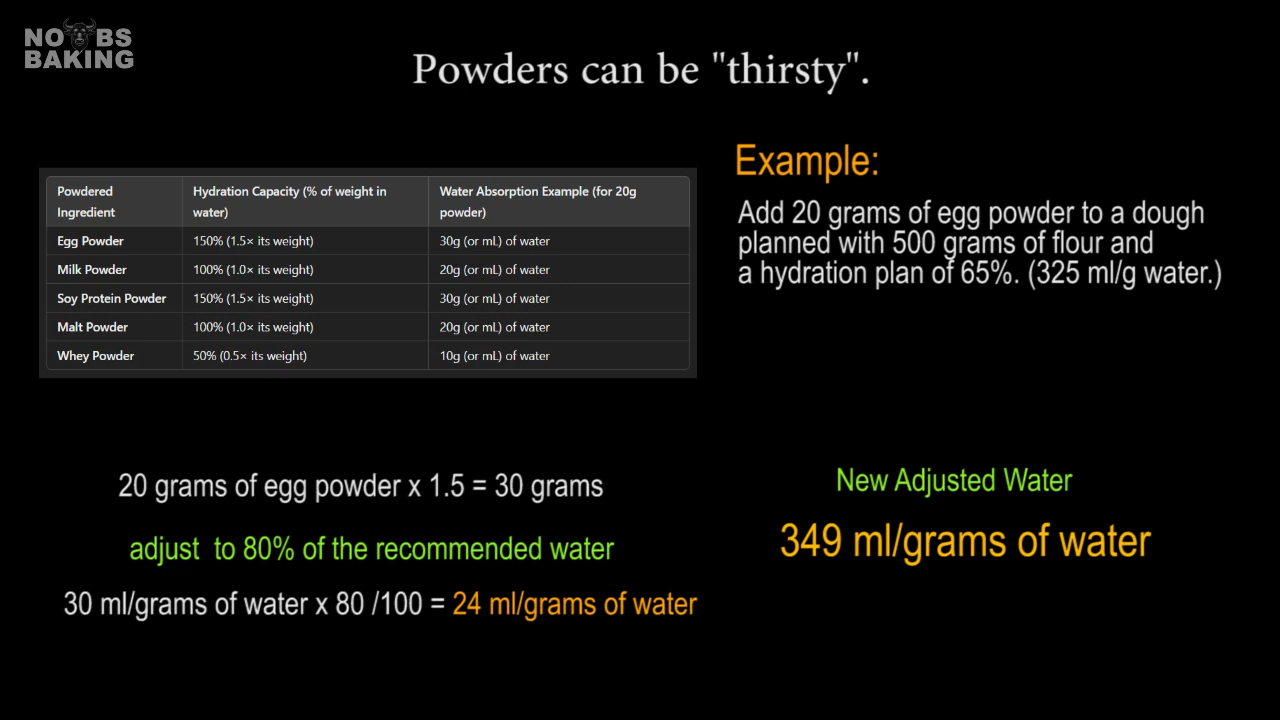 NO BS
BAKING
Powders can be "thirsty".
Powdered Ingredient | Hydration Capacity (% of weight in water) | Water Absorption Example (for 20g powder)
Egg Powder | 150% (1.5× its weight) | 30g (or mL) of water
Milk Powder | 100% (1.0× its weight) | 20g (or mL) of water
Soy Protein Powder | 150% (1.5× its weight) | 30g (or mL) of water
Malt Powder | 100% (1.0× its weight) | 20g (or mL) of water
Whey Powder | 50% (0.5× its weight) | 10g (or mL) of water
Example:
Add 20 grams of egg powder to a dough
planned with 500 grams of flour and
a hydration plan of 65%. (325 ml/g water.)
20 grams of egg powder x 1.5 = 30 grams
adjust to 80% of the recommended water
30 ml/grams of water x 80 /100 = 24 ml/grams of water
New Adjusted Water
349 ml/grams of water